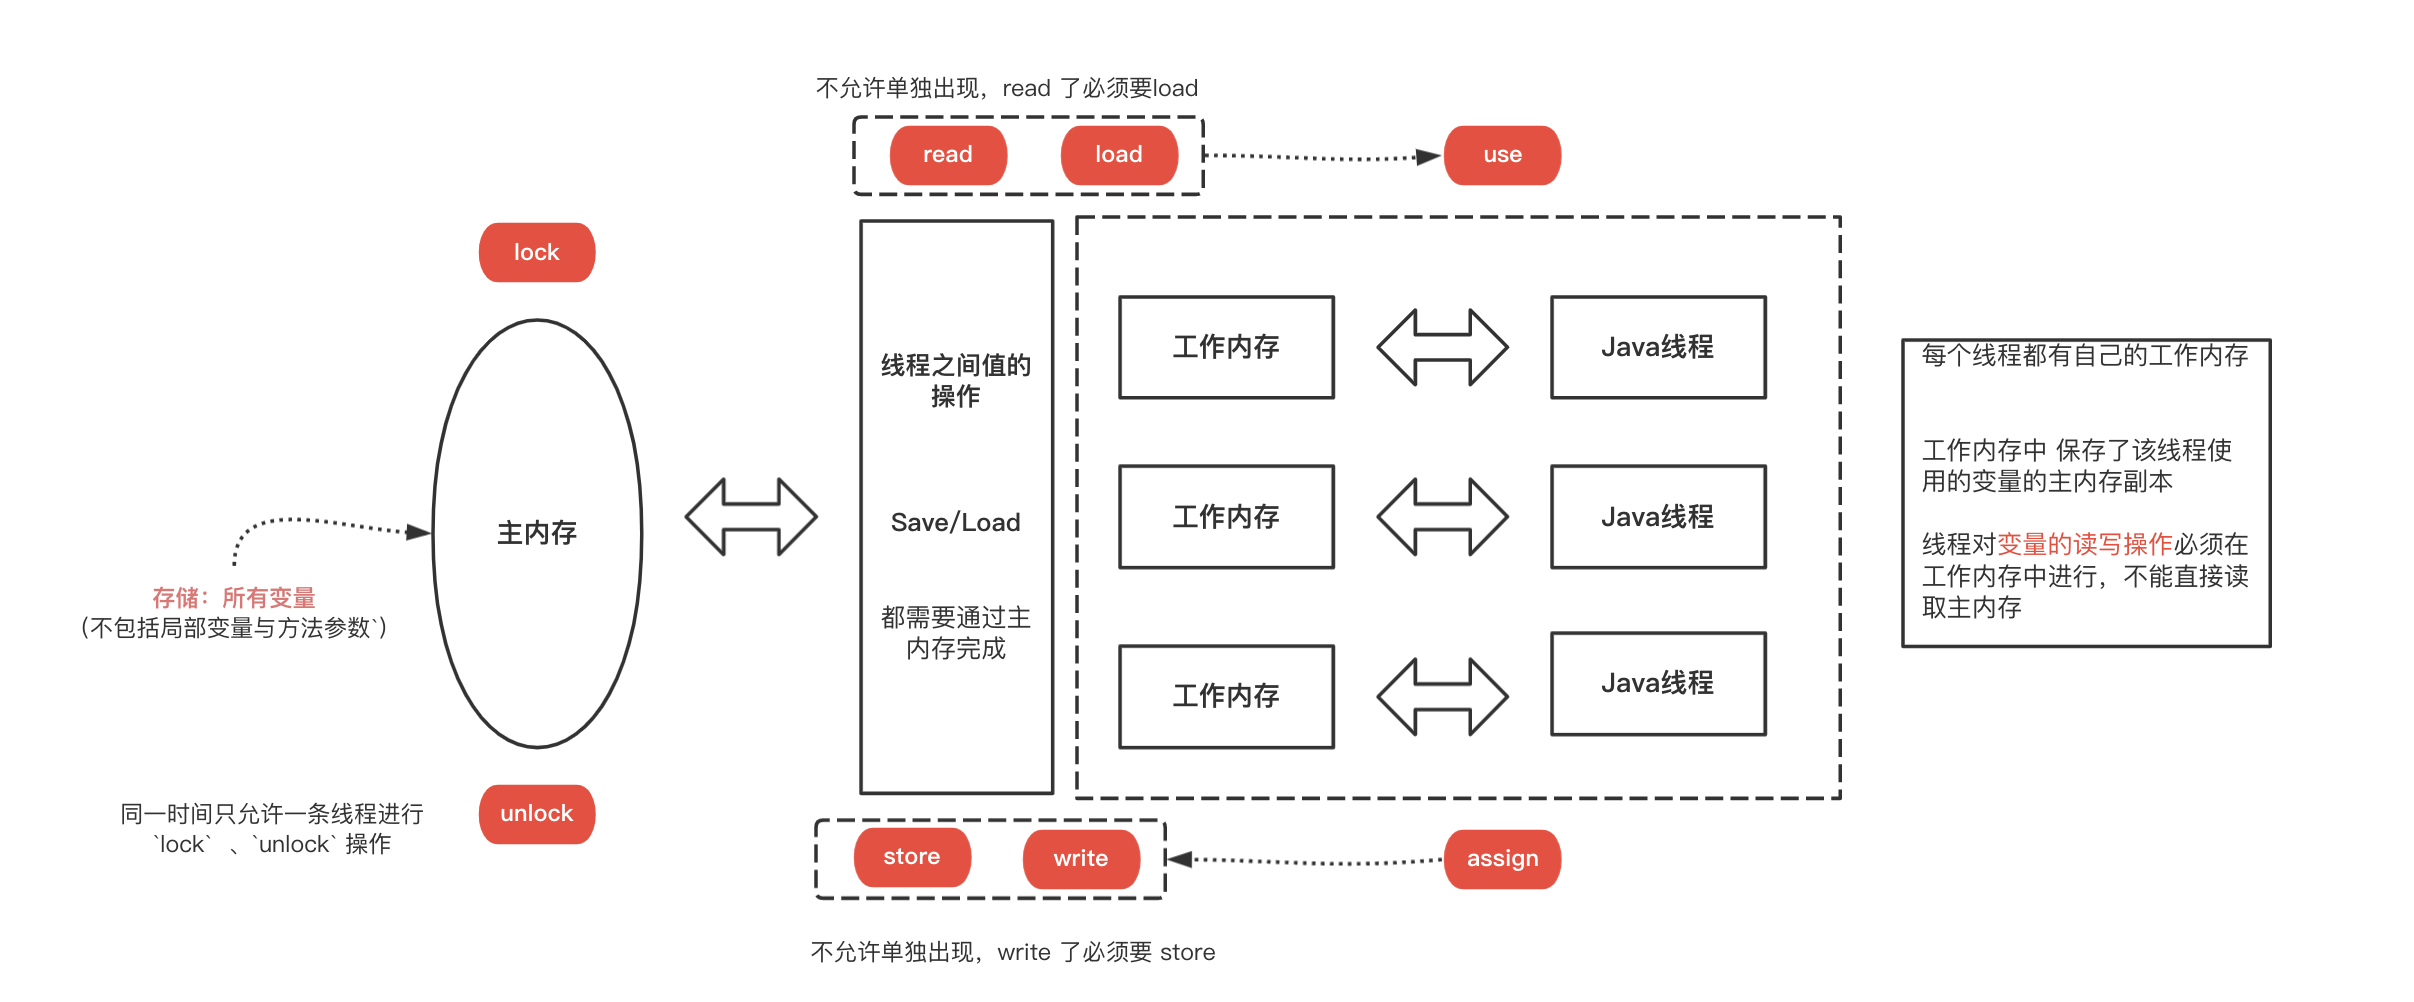 不允许单独出现，read 了必须要load
read
load
use
lock
主内存
存储：所有变量
（不包括局部变量与方法参数`）
unlock
同一时间只允许一条线程进行
`lock` 、`unlock` 操作
线程之间值的
操作
Save/Load
都需要通过主
内存完成
工作内存
Java线程
工作内存
Java线程
工作内存
Java线程
每个线程都有自己的工作内存
工作内存中 保存了该线程使
用的变量的主内存副本
线程对变量的读写操作必须在
工作内存中进行，不能直接读
取主内存
store
write
assign
不允许单独出现，write 了必须要 store